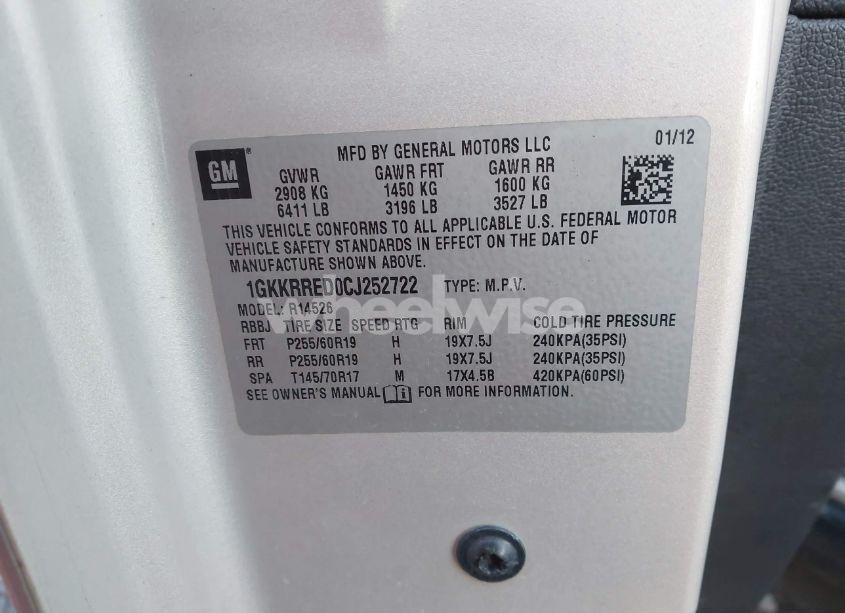 GM
MFD BY GENERAL MOTORS LLC
01/12
GVWR GAWR FRT GAWR RR
2908 KG 1450 KG 1600 KG
6411 LB 3196 LB 3527 LB
THIS VEHICLE CONFORMS TO ALL APPLICABLE U.S. FEDERAL MOTOR
VEHICLE SAFETY STANDARDS IN EFFECT ON THE DATE OF
MANUFACTURE SHOWN ABOVE.
1GKKRRED0CJ252722 TYPE: M.P.V.
wheelwise
MODEL: R14526
RBBJ TIRE SIZE SPEED RTG RIM COLD TIRE PRESSURE
FRT P255/60R19 H 19X7.5J 240KPA(35PSI)
RR P255/60R19 H 19X7.5J 240KPA(35PSI)
SPA T145/70R17 M 17X4.5B 420KPA(60PSI)
SEE OWNER'S MANUAL FOR MORE INFORMATION.